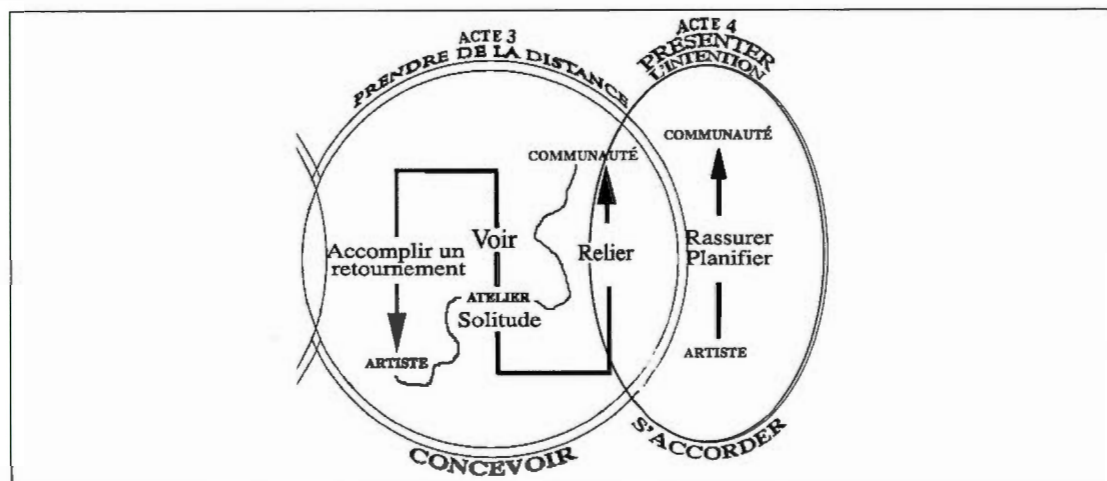 ACTE 3
PRENDRE DE LA DISTANCE
COMMUNAUTÉ
Voir
Accomplir un
retournement
Relier
ATELIER
Solitude
ARTISTE
CONCEVOIR
ACTE 4
PRÉSENTER
L'INTENTION
COMMUNAUTÉ
Rassurer
Planifier
ARTISTE
S'ACCORDER